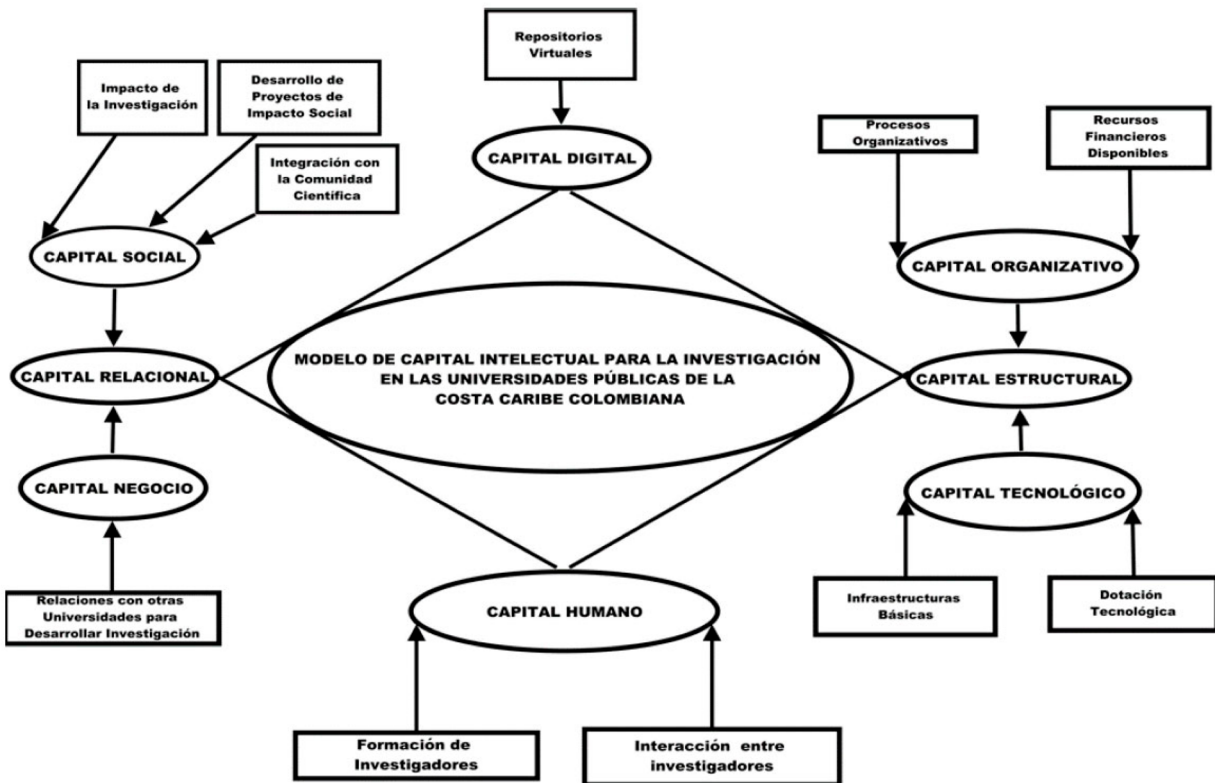 Repositorios
Virtuales
Impacto de
la Investigación
Desarrollo de
Proyectos de
Impacto Social
Integración con
la Comunidad
Científica
Procesos
Organizativos
Recursos
Financieros
Disponibles
CAPITAL DIGITAL
CAPITAL SOCIAL
CAPITAL ORGANIZATIVO
CAPITAL RELACIONAL
MODELO DE CAPITAL INTELECTUAL PARA LA INVESTIGACIÓN
EN LAS UNIVERSIDADES PÚBLICAS DE LA
COSTA CARIBE COLOMBIANA
CAPITAL ESTRUCTURAL
CAPITAL NEGOCIO
CAPITAL TECNOLÓGICO
Relaciones con otras
Universidades para
Desarrollar Investigación
CAPITAL HUMANO
Infraestructuras
Básicas
Dotación
Tecnológica
Formación de
Investigadores
Interacción entre
investigadores